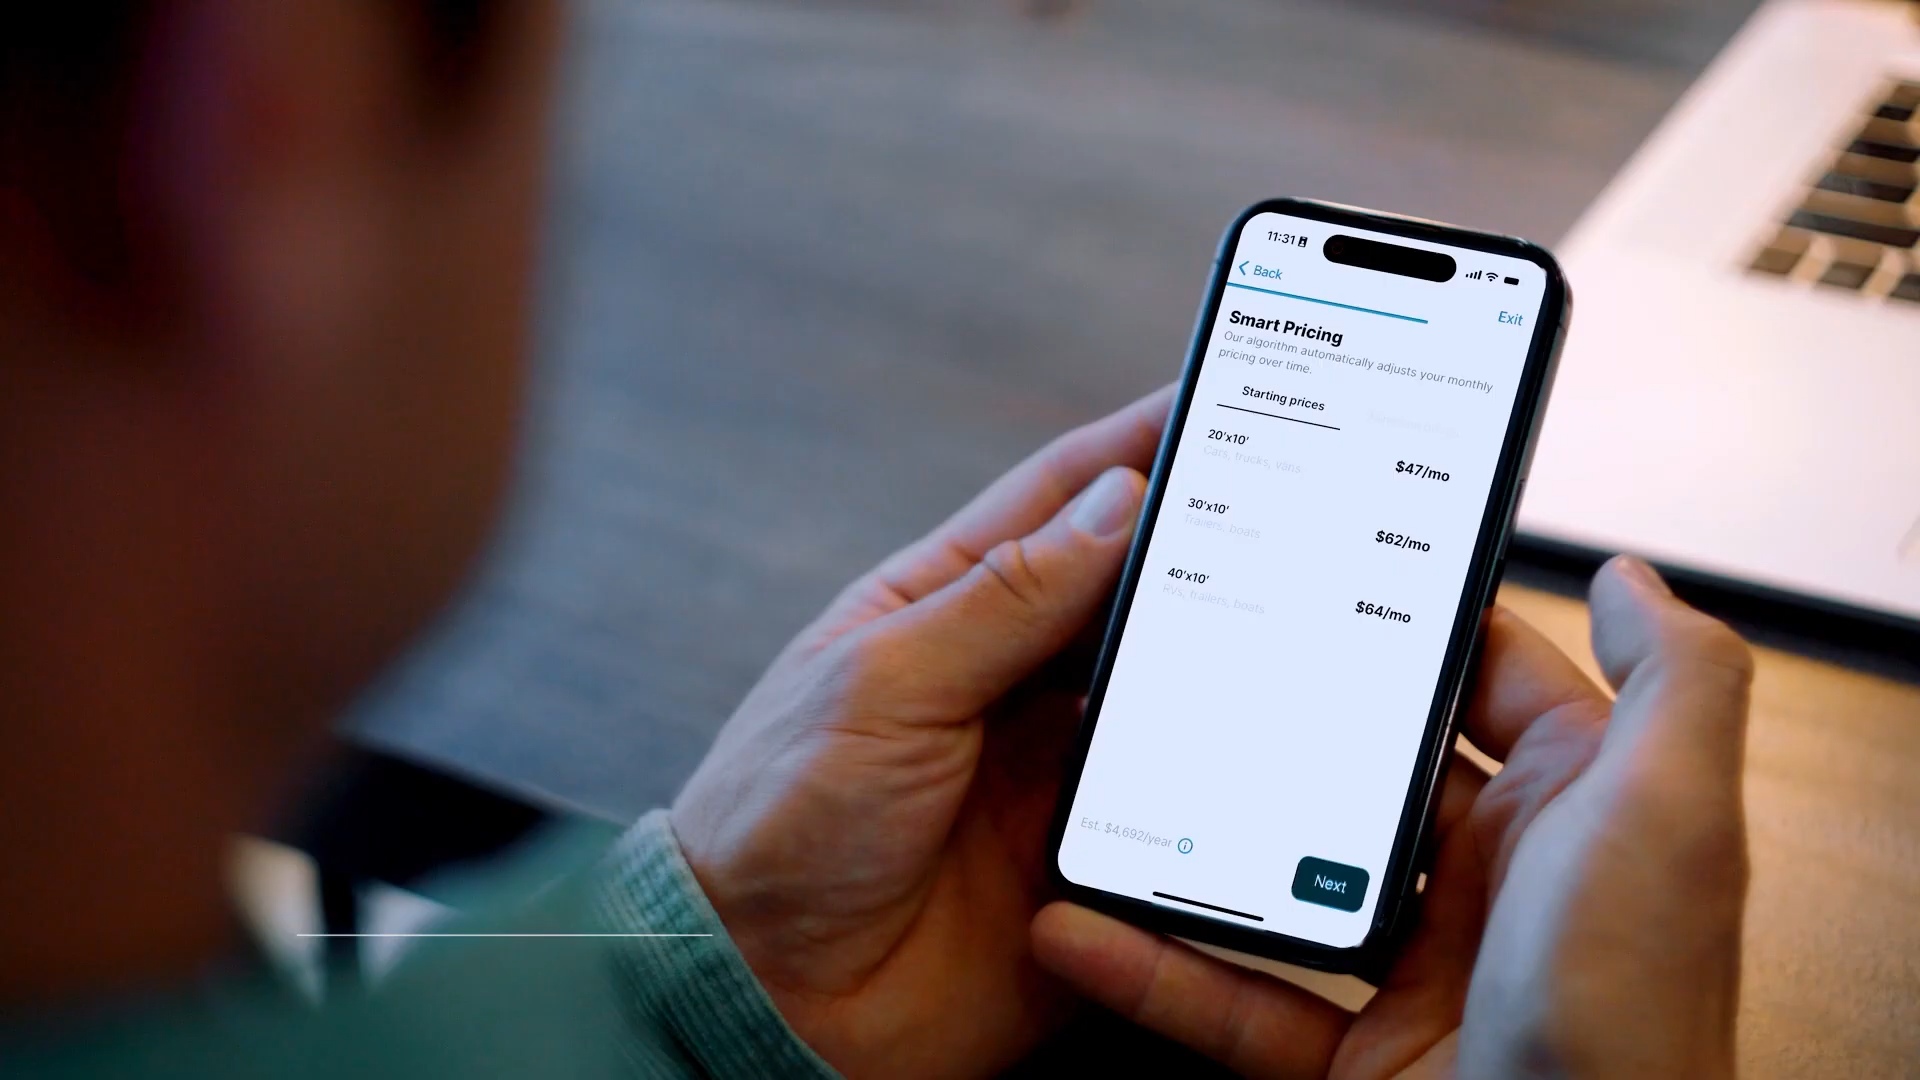 11:31
Back
Exit
Smart Pricing
Our algorithm automatically adjusts your monthly
pricing over time.
Starting prices
20'x10'
Cars, trucks, vans
$47/mo
30'x10'
Trailers, boats
$62/mo
40'x10'
RVs, trailers, boats
$64/mo
Est. $4,692/year
Next